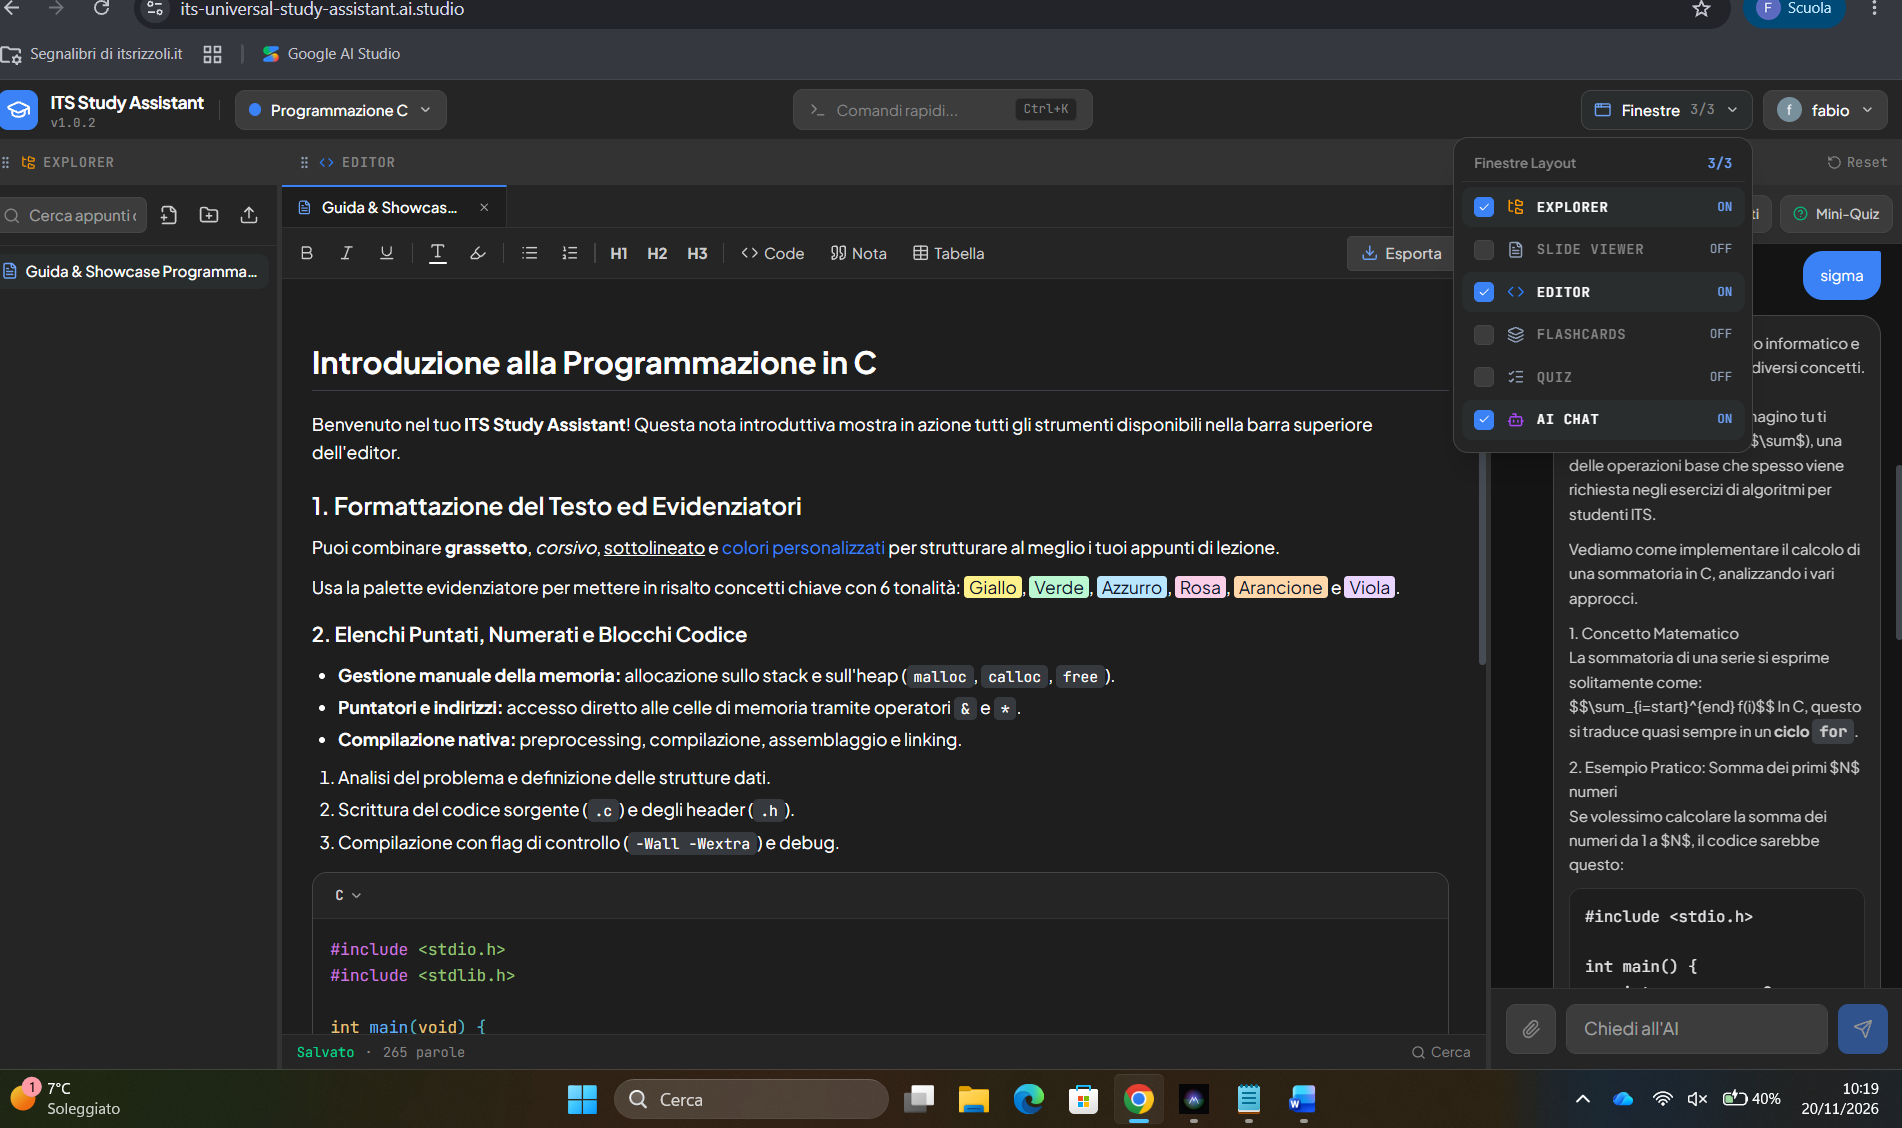 its-universal-study-assistant.ai.studio
F Scuola
Segnalibri di itsrizzoli.it
Google AI Studio
ITS Study Assistant
v1.0.2
Programmazione C
Comandi rapidi...
Ctrl+K
Finestre 3/3
f fabio
EXPLORER
EDITOR
Finestre Layout 3/3
Reset
Cerca appunti
Guida & Showcas...
EXPLORER ON
Mini-Quiz
B I U T H1 H2 H3 Code Nota Tabella
Esporta
SLIDE VIEWER OFF
Guida & Showcase Programma...
sigma
EDITOR ON
FLASHCARDS OFF
QUIZ OFF
AI CHAT ON
Introduzione alla Programmazione in C
Benvenuto nel tuo ITS Study Assistant! Questa nota introduttiva mostra in azione tutti gli strumenti disponibili nella barra superiore
dell'editor.
1. Formattazione del Testo ed Evidenziatori
Puoi combinare grassetto, corsivo, sottolineato e colori personalizzati per strutturare al meglio i tuoi appunti di lezione.
Usa la palette evidenziatore per mettere in risalto concetti chiave con 6 tonalità: Giallo, Verde, Azzurro, Rosa, Arancione e Viola.
2. Elenchi Puntati, Numerati e Blocchi Codice
• Gestione manuale della memoria: allocazione sullo stack e sull'heap (malloc, calloc, free).
• Puntatori e indirizzi: accesso diretto alle celle di memoria tramite operatori & e *.
• Compilazione nativa: preprocessing, compilazione, assemblaggio e linking.
1. Analisi del problema e definizione delle strutture dati.
2. Scrittura del codice sorgente (.c) e degli header (.h).
3. Compilazione con flag di controllo (-Wall -Wextra) e debug.
C
#include <stdio.h>
#include <stdlib.h>
int main(void) {
Salvato · 265 parole
Cerca
informatico e
diversi concetti.
tu ti
$\sum$), una
delle operazioni base che spesso viene
richiesta negli esercizi di algoritmi per
studenti ITS.
Vediamo come implementare il calcolo di
una sommatoria in C, analizzando i vari
approcci.
1. Concetto Matematico
La sommatoria di una serie si esprime
solitamente come:
$$\sum_{i=start}^{end} f(i)$$ In C, questo
si traduce quasi sempre in un ciclo for.
2. Esempio Pratico: Somma dei primi $N$
numeri
Se volessimo calcolare la somma dei
numeri da 1 a $N$, il codice sarebbe
questo:
#include <stdio.h>
int main() {
Chiedi all'AI
1
7°C
Soleggiato
Cerca
40%
10:19
20/11/2026